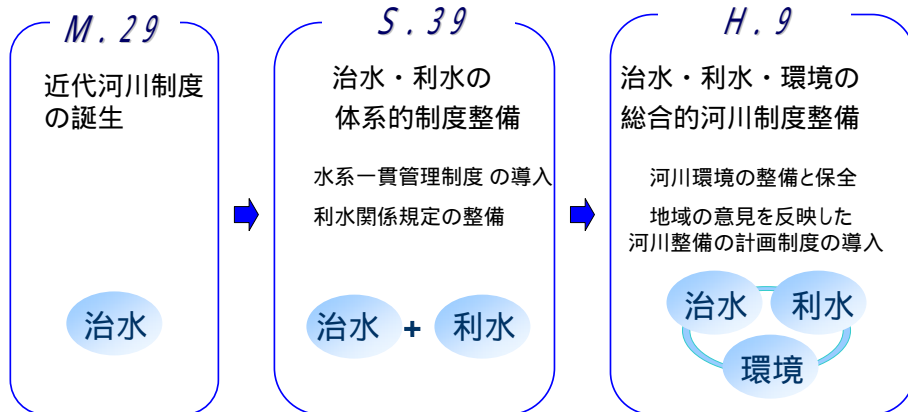 M.29
近代河川制度
の誕生
治水
S.39
治水・利水の
体系的制度整備
水系一貫管理制度 の導入
利水関係規定の整備
治水 + 利水
H.9
治水・利水・環境の
総合的河川制度整備
河川環境の整備と保全
地域の意見を反映した
河川整備の計画制度の導入
治水 利水
環境